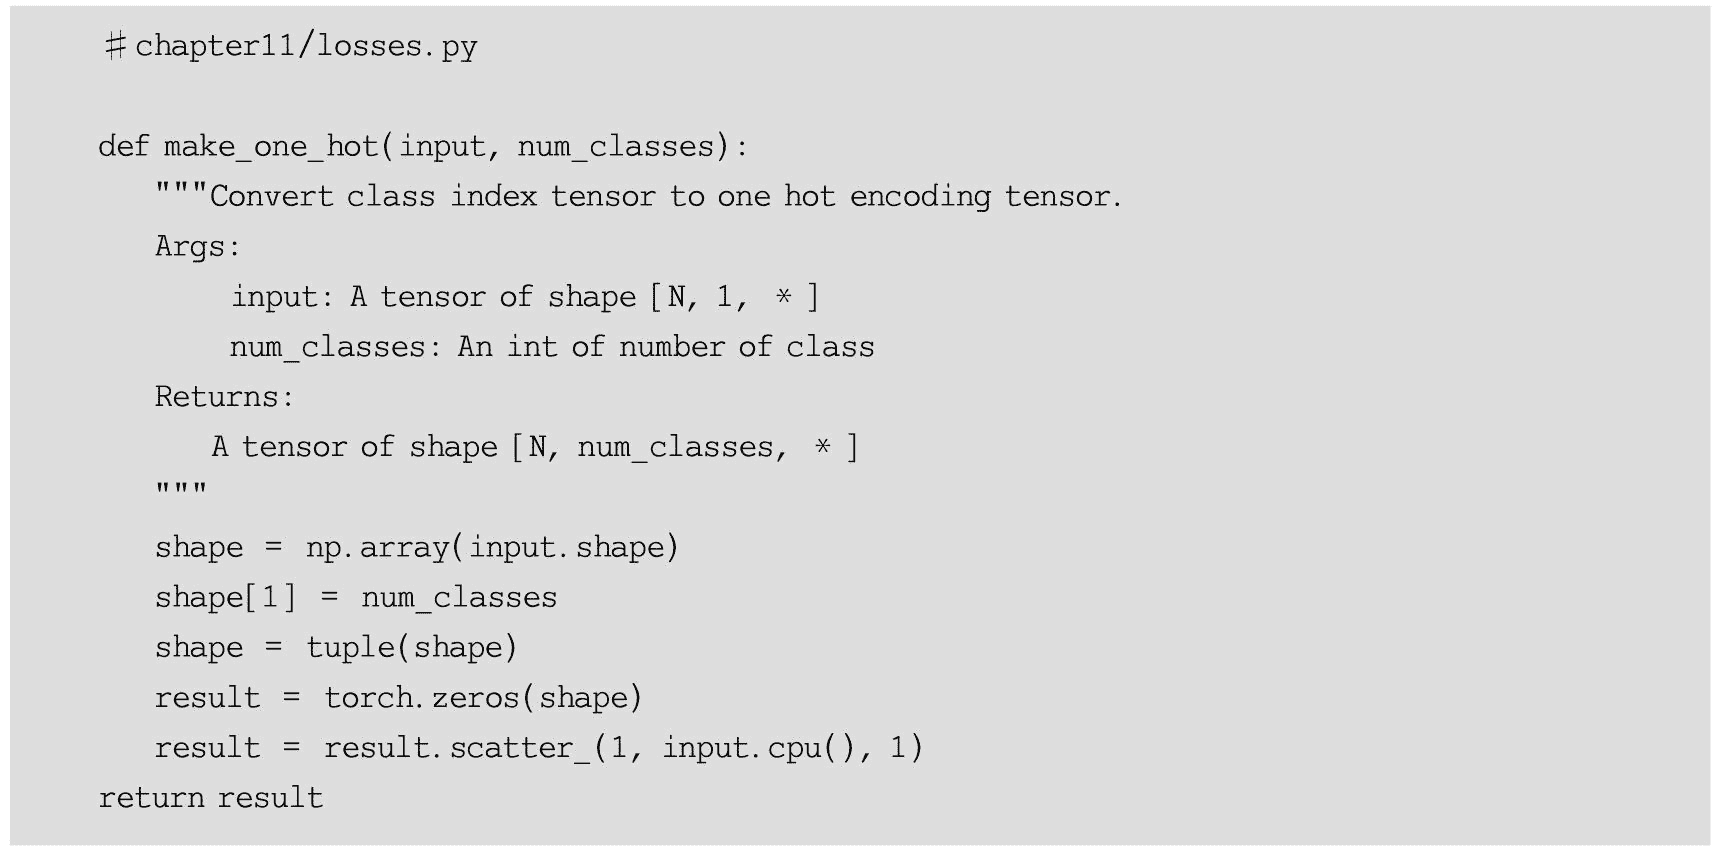 #chapter11/losses.py
def make_one_hot(input, num_classes):
"""Convert class index tensor to one hot encoding tensor.
Args:
input: A tensor of shape [N, 1, * ]
num_classes: An int of number of class
Returns:
A tensor of shape [N, num_classes, * ]
"""
shape = np.array(input.shape)
shape[1] = num_classes
shape = tuple(shape)
result = torch.zeros(shape)
result = result.scatter_(1, input.cpu(), 1)
return result